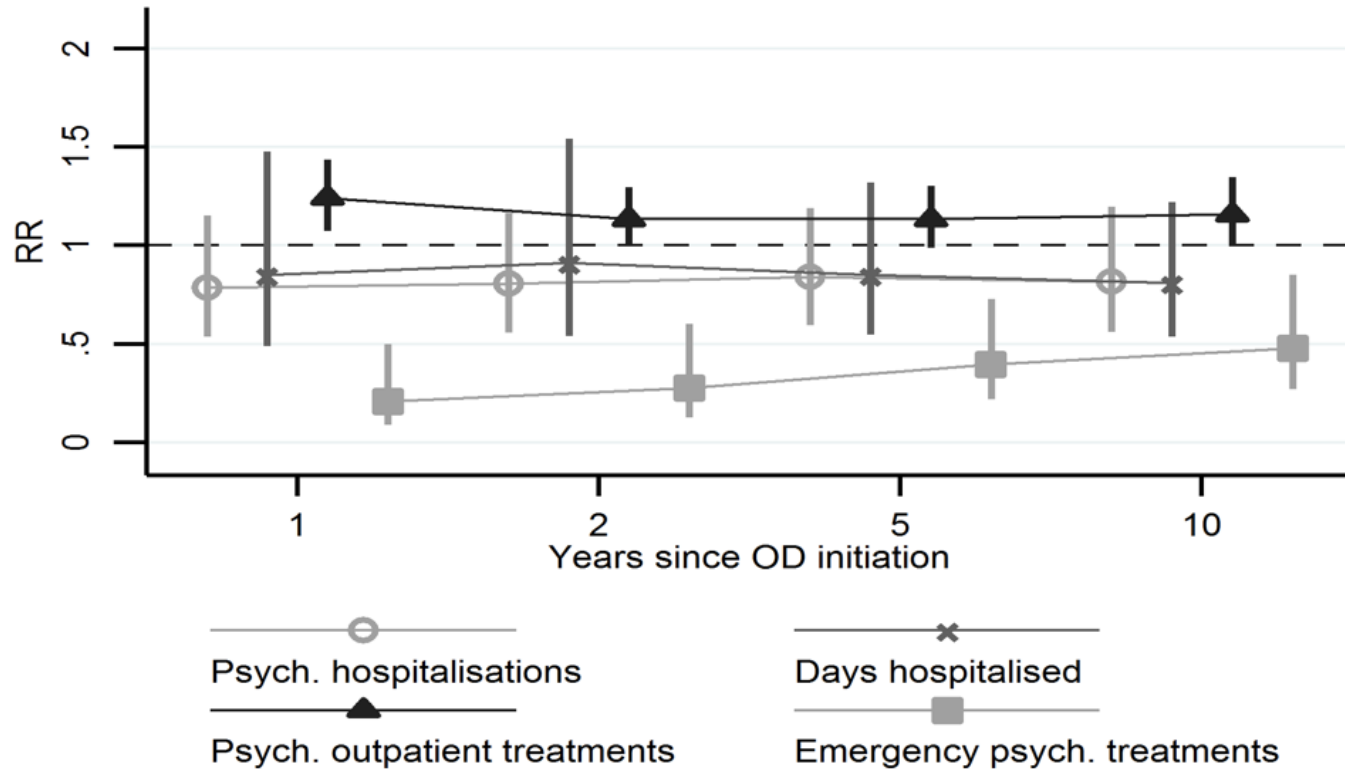 2
1.5
1
.5
0
RR
1
2
5
10
Years since OD initiation
Psych. hospitalisations
Days hospitalised
Psych. outpatient treatments
Emergency psych. treatments